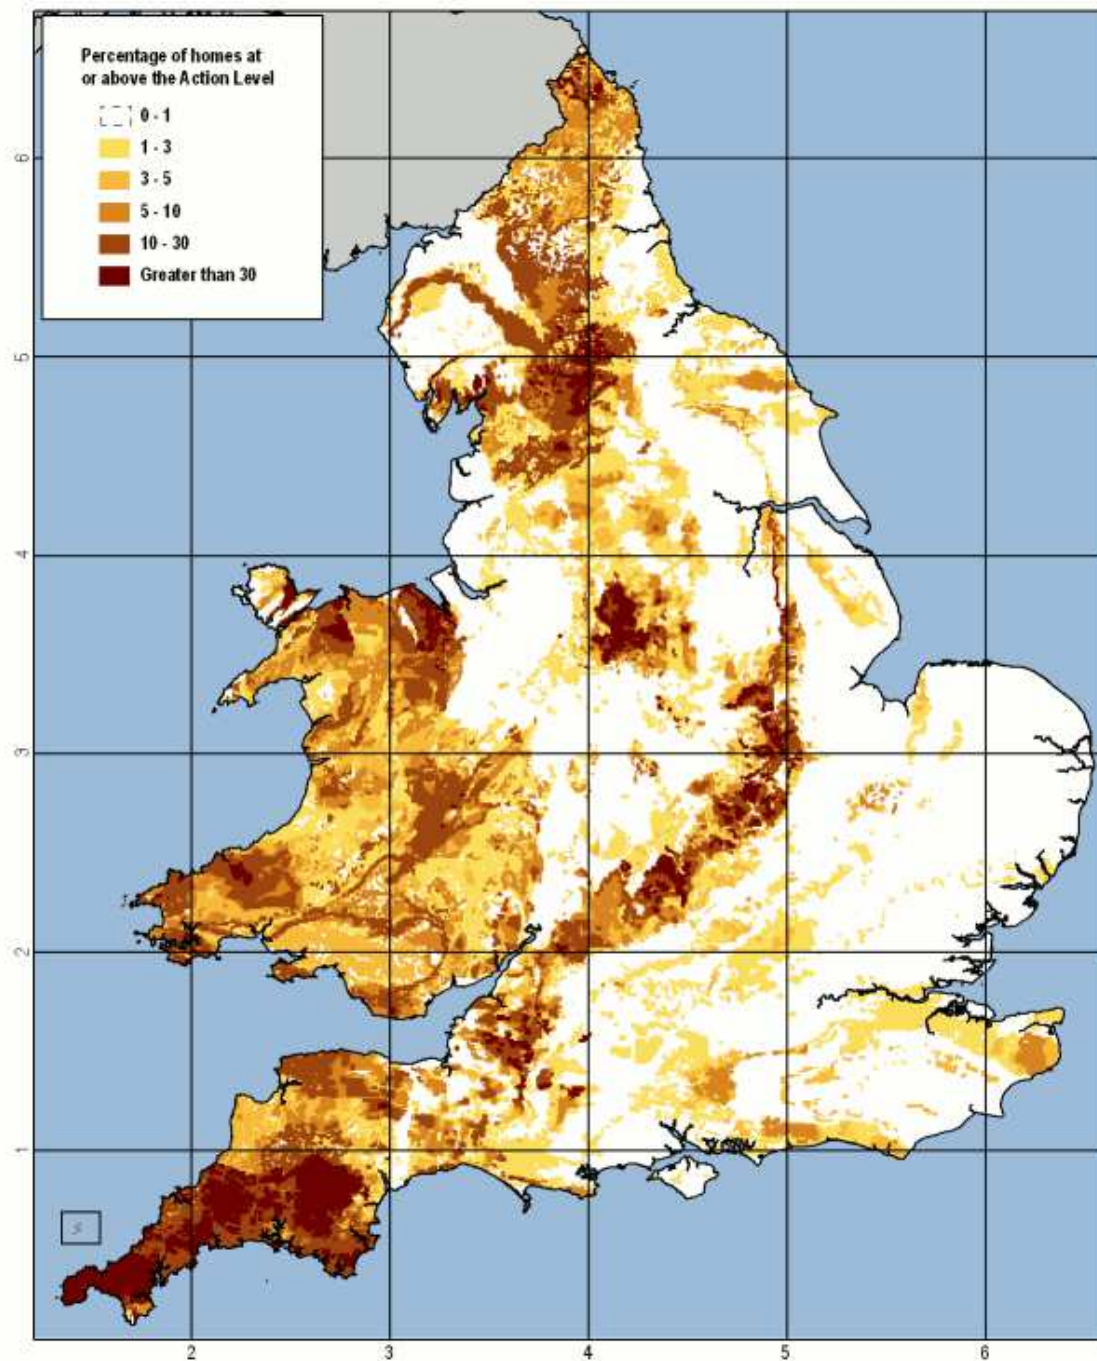 Percentage of homes at
or above the Action Level
0 - 1
1 - 3
3 - 5
5 - 10
10 - 30
Greater than 30
6
5
4
3
2
1
2 3 4 5 6